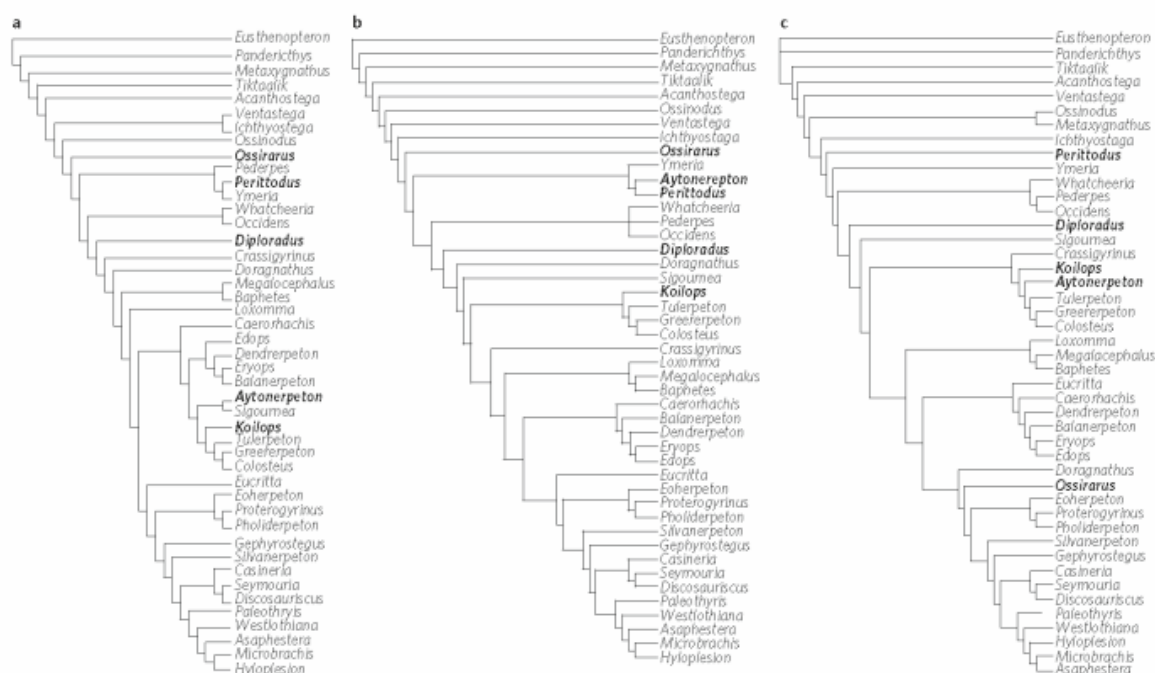 a
Eusthenopteron
Panderichthys
Metaxygnathus
Tiktaalik
Acanthostega
Ventastega
Ichthyostega
Ossinodus
Ossirarus
Pederpes
Perittodus
Ymeria
Whatcheeria
Occidens
Diploradus
Crassigyrinus
Doragnathus
Megalocephalus
Baphetes
Loxomma
Caerorhachis
Edops
Dendrerpeton
Eryops
Balanerpeton
Aytonerpeton
Sigournea
Koilops
Tulerpeton
Greererpeton
Colosteus
Eucritta
Eoherpeton
Proterogyrinus
Pholiderpeton
Gephyrostegus
Silvanerpeton
Casineria
Seymouria
Discosauriscus
Paleothryis
Westlothiana
Asaphestera
Microbrachis
Hyloplesion
b
Eusthenopteron
Panderichthys
Metaxygnathus
Tiktaalik
Acanthostega
Ossinodus
Ventastega
Ichthyostaga
Ossirarus
Ymeria
Aytonerepton
Perittodus
Whatcheeria
Pederpes
Occidens
Diploradus
Doragnathus
Sigournea
Koilops
Tulerpeton
Greererpeton
Colosteus
Crassigyrinus
Loxomma
Megalocephalus
Baphetes
Caerorhachis
Balanerpeton
Dendrerpeton
Eryops
Edops
Eucritta
Eoherpeton
Proterogyrinus
Pholiderpeton
Silvanerpeton
Gephyrostegus
Casineria
Seymouria
Discosauriscus
Paleothyris
Westlothiana
Asaphestera
Microbrachis
Hyloplesion
c
Eusthenopteron
Panderichthys
Tiktaalik
Acanthostega
Ventastega
Ossinodus
Metaxygnathus
Ichthyostega
Perittodus
Ymeria
Whatcheeria
Pederpes
Occidens
Diploradus
Sigournea
Crassigyrinus
Koilops
Aytonerpeton
Tulerpeton
Greererpeton
Colosteus
Loxomma
Megalocephalus
Baphetes
Eucritta
Caerorhachis
Dendrerpeton
Balanerpeton
Eryops
Edops
Doragnathus
Ossirarus
Eoherpeton
Proterogyrinus
Pholiderpeton
Silvanerpeton
Gephyrostegus
Casineria
Seymouria
Discosauriscus
Paleothyris
Westlothiana
Hyloplesion
Microbrachis
Asaphestera